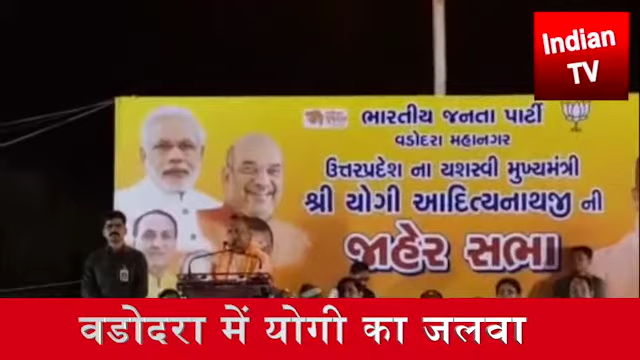 Indian
TV
ભારતીય જનતા પાર્ટી
વડોદરા મહાનગર
ઉત્તરપ્રદેશ ના યશસ્વી મુખ્યમંત્રી
શ્રી યોગી આદિત્યનાથજી ની
જાહેર સભા
वडोदरा में योगी का जलवा